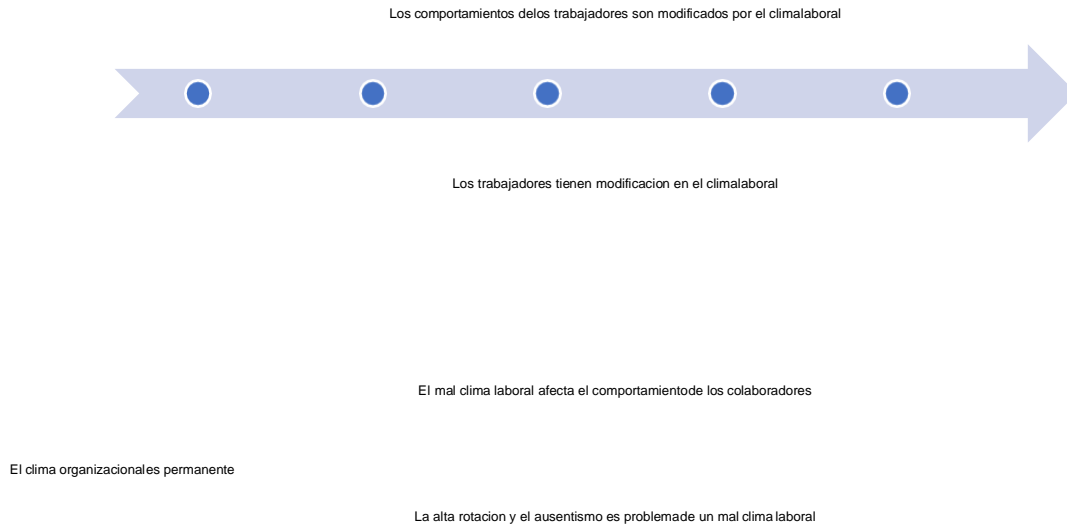 Los comportamientos delos trabajadores son modificados por el climalaboral
Los trabajadores tienen modificacion en el climalaboral
El mal clima laboral afecta el comportamientode los colaboradores
El clima organizacionales permanente
La alta rotacion y el ausentismo es problemade un mal clima laboral